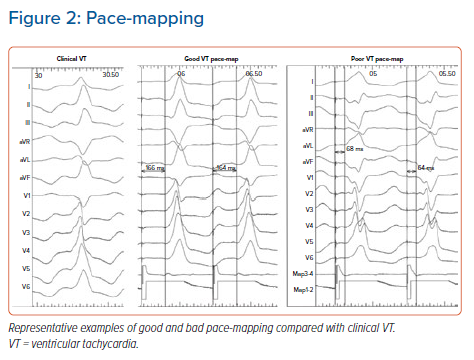 Figure 2: Pace-mapping
Clinical VT
Good VT pace-map
Poor VT pace-map
30 30.50
06 06.50
05 05.50
I
II
III
aVR
aVL
aVF
V1
V2
V3
V4
V5
V6
166 ms
164 ms
I
II
III
aVR
aVL
aVF
V1
V2
V3
V4
V5
V6
Map3-4
Map1-2
68 ms
64 ms
Representative examples of good and bad pace-mapping compared with clinical VT.
VT = ventricular tachycardia.